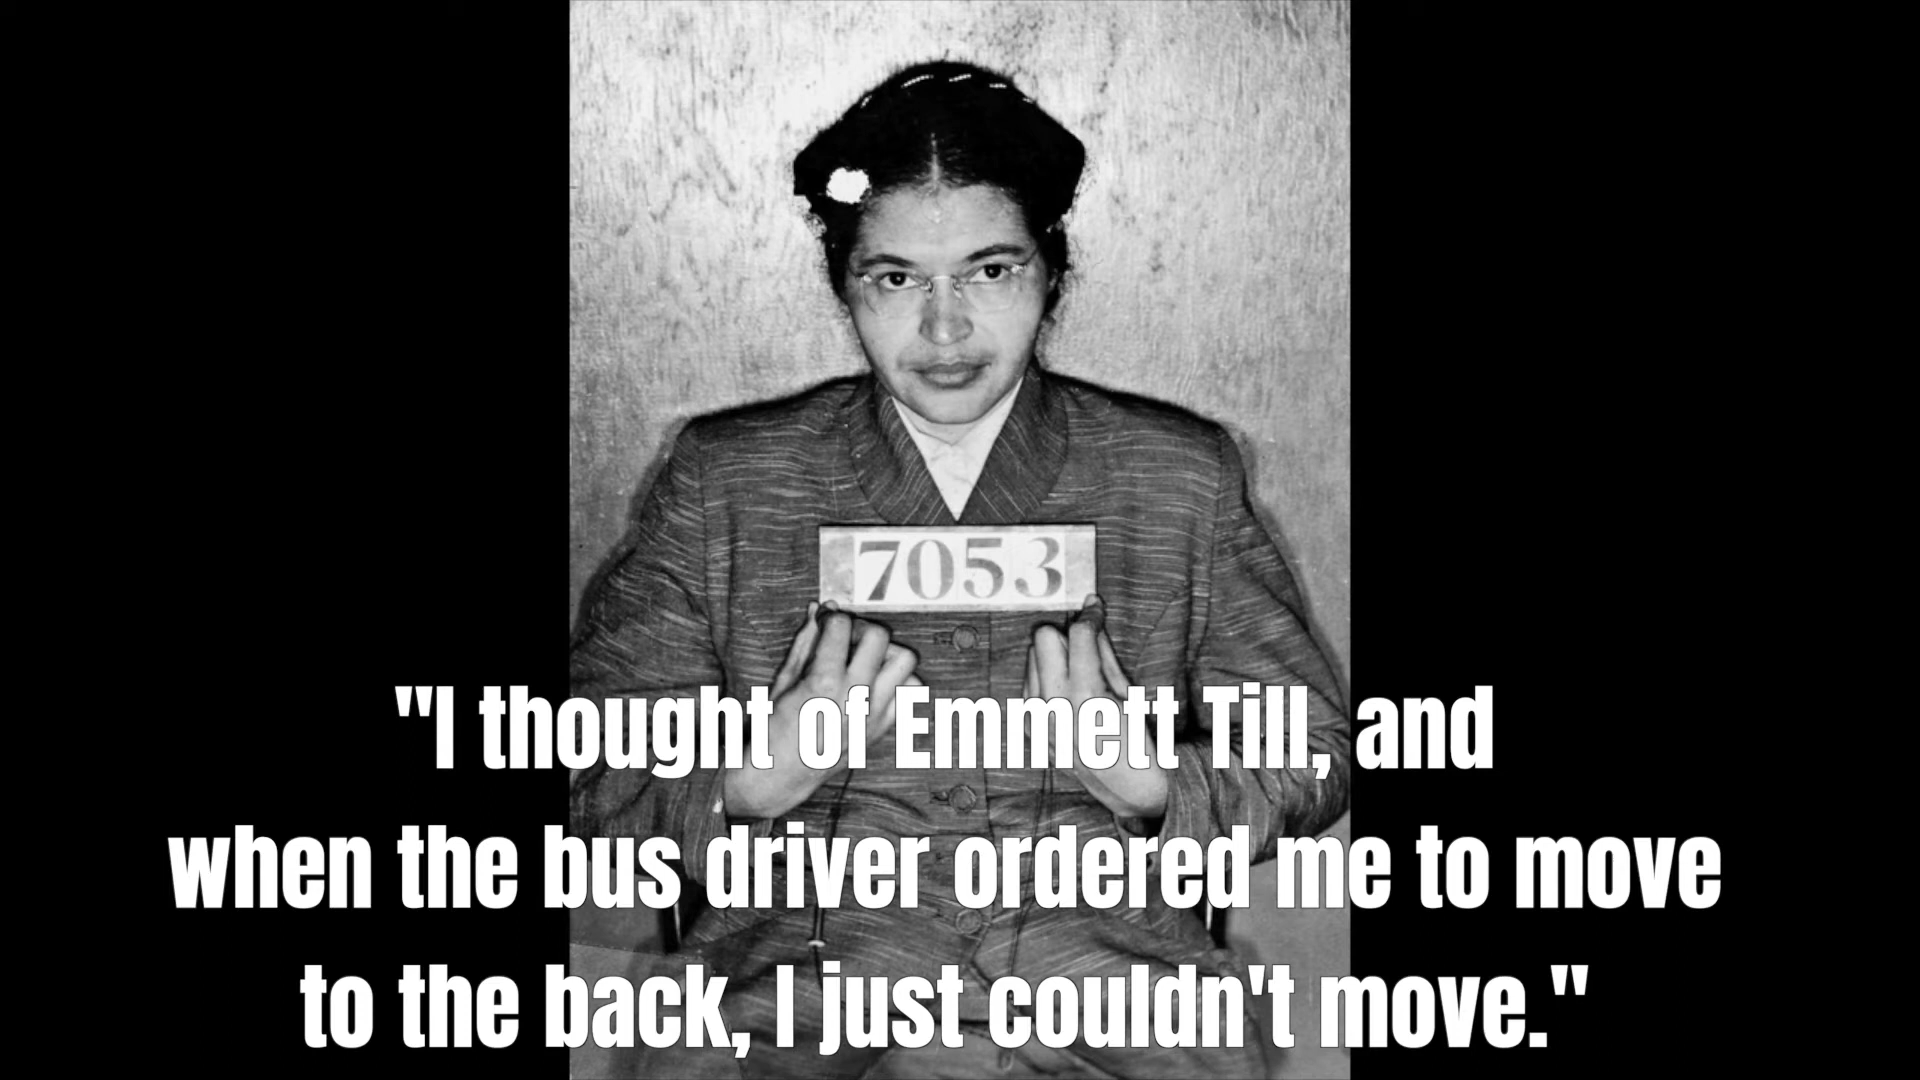 7053
"I thought of Emmett Till, and
when the bus driver ordered me to move
to the back, I just couldn't move."